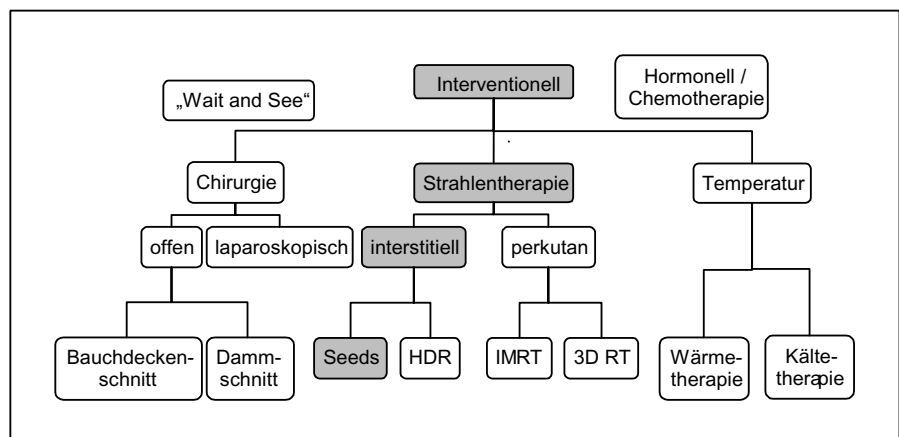 „Wait and See“
Interventionell
Hormonell /
Chemotherapie
Chirurgie
Strahlentherapie
Temperatur
offen
laparoskopisch
interstitiell
perkutan
Bauchdecken-
schnitt
Damm-
schnitt
Seeds
HDR
IMRT
3D RT
Wärme-
therapie
Kälte-
therapie